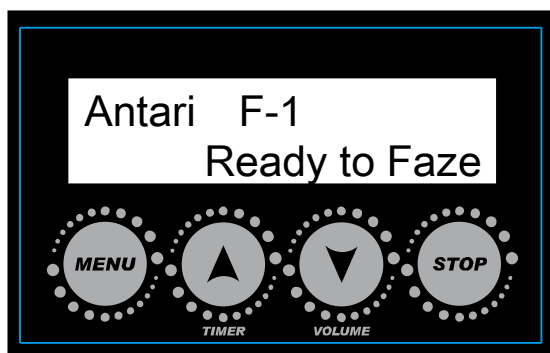 Antari F-1
Ready to Faze
MENU
STOP
TIMER
VOLUME